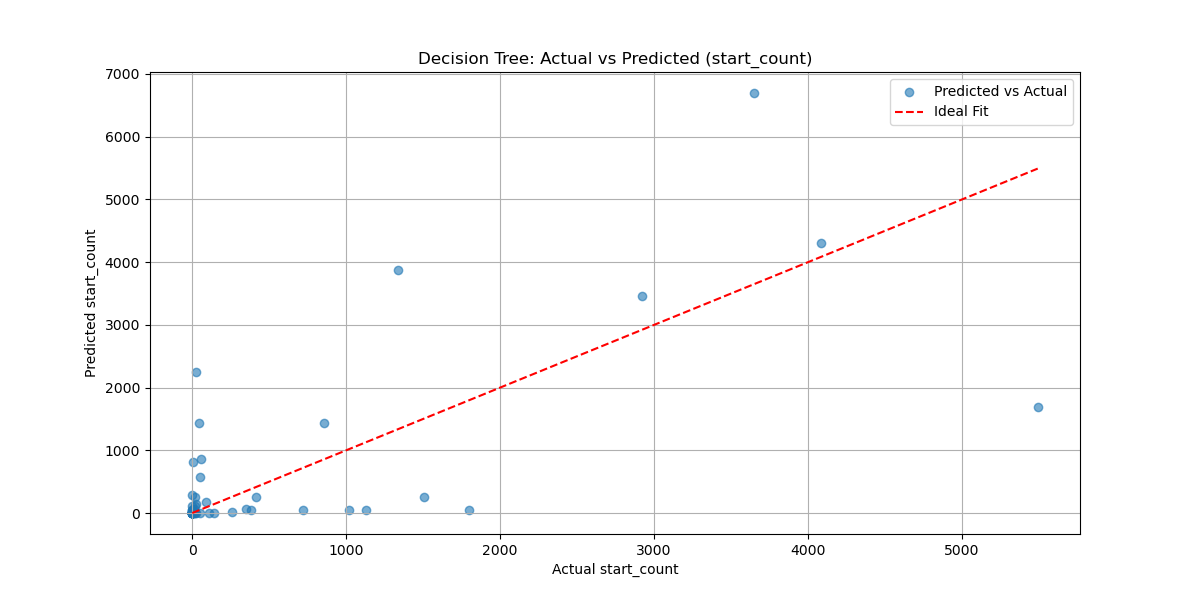 Decision Tree: Actual vs Predicted (start_count)
Predicted vs Actual
Ideal Fit
7000
6000
5000
4000
3000
2000
1000
0
Predicted start_count
0 1000 2000 3000 4000 5000
Actual start_count